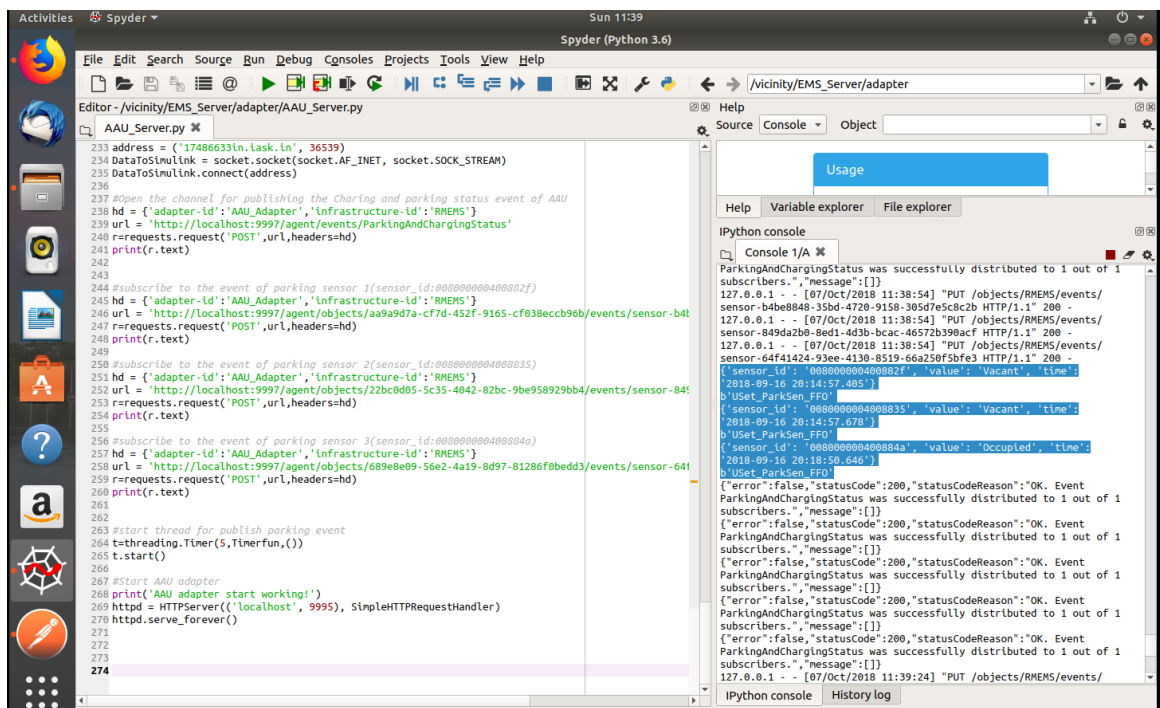 Activities Spyder Sun 11:39
Spyder (Python 3.6)
File Edit Search Source Run Debug Consoles Projects Tools View Help
/vicinity/EMS_Server/adapter
Editor - /vicinity/EMS_Server/adapter/AAU_Server.py
AAU_Server.py
233 address = ('17486633in.iask.in', 36539)
234 DataToSimulink = socket.socket(socket.AF_INET, socket.SOCK_STREAM)
235 DataToSimulink.connect(address)
236
237 #Open the channel for publishing the Charing and parking status event of AAU
238 hd = {'adapter-id':'AAU_Adapter','infrastructure-id':'RMEMS'}
239 url = 'http://localhost:9997/agent/events/ParkingAndChargingStatus'
240 r=requests.request('POST',url,headers=hd)
241 print(r.text)
242
243
244 #subscribe to the event of parking sensor 1(sensor_id:008000000400882f)
245 hd = {'adapter-id':'AAU_Adapter','infrastructure-id':'RMEMS'}
246 url = 'http://localhost:9997/agent/objects/aa9a9d7a-cf7d-452f-9165-cf038eccb96b/events/sensor-b4b
247 r=requests.request('POST',url,headers=hd)
248 print(r.text)
249
250 #subscribe to the event of parking sensor 2(sensor_id:0080000004008835)
251 hd = {'adapter-id':'AAU_Adapter','infrastructure-id':'RMEMS'}
252 url = 'http://localhost:9997/agent/objects/22bc0d05-5c35-4042-82bc-9be958929bb4/events/sensor-849
253 r=requests.request('POST',url,headers=hd)
254 print(r.text)
255
256 #subscribe to the event of parking sensor 3(sensor_id:008000000400884a)
257 hd = {'adapter-id':'AAU_Adapter','infrastructure-id':'RMEMS'}
258 url = 'http://localhost:9997/agent/objects/689e8e09-56e2-4a19-8d97-81286f0bedd3/events/sensor-64f
259 r=requests.request('POST',url,headers=hd)
260 print(r.text)
261
262
263 #start thread for publish parking event
264 t=threading.Timer(5,Timerfun,())
265 t.start()
266
267 #Start AAU adapter
268 print('AAU adapter start working!')
269 httpd = HTTPServer(('localhost', 9995), SimpleHTTPRequestHandler)
270 httpd.serve_forever()
271
272
273
274
Help
Source Console Object
Usage
Help Variable explorer File explorer
IPython console
Console 1/A
ParkingAndChargingStatus was successfully distributed to 1 out of 1
subscribers.","message":[]}
127.0.0.1 - - [07/Oct/2018 11:38:54] "PUT /objects/RMEMS/events/
sensor-b4be8848-35bd-4720-9158-305d7e5c8c2b HTTP/1.1" 200 -
127.0.0.1 - - [07/Oct/2018 11:38:54] "PUT /objects/RMEMS/events/
sensor-849da2b0-8ed1-4d3b-bcac-46572b390acf HTTP/1.1" 200 -
127.0.0.1 - - [07/Oct/2018 11:38:54] "PUT /objects/RMEMS/events/
sensor-64f41424-93ee-4130-8519-66a250f5bfe3 HTTP/1.1" 200 -
{'sensor_id': '008000000400882f', 'value': 'Vacant', 'time':
'2018-09-16 20:14:57.405'}
b'USet_ParkSen_FFO'
{'sensor_id': '0080000004008835', 'value': 'Vacant', 'time':
'2018-09-16 20:14:57.678'}
b'USet_ParkSen_FFO'
{'sensor_id': '008000000400884a', 'value': 'Occupied', 'time':
'2018-09-16 20:18:50.646'}
b'USet_ParkSen_FFO'
{"error":false,"statusCode":200,"statusCodeReason":"OK. Event
ParkingAndChargingStatus was successfully distributed to 1 out of 1
subscribers.","message":[]}
{"error":false,"statusCode":200,"statusCodeReason":"OK. Event
ParkingAndChargingStatus was successfully distributed to 1 out of 1
subscribers.","message":[]}
{"error":false,"statusCode":200,"statusCodeReason":"OK. Event
ParkingAndChargingStatus was successfully distributed to 1 out of 1
subscribers.","message":[]}
{"error":false,"statusCode":200,"statusCodeReason":"OK. Event
ParkingAndChargingStatus was successfully distributed to 1 out of 1
subscribers.","message":[]}
{"error":false,"statusCode":200,"statusCodeReason":"OK. Event
ParkingAndChargingStatus was successfully distributed to 1 out of 1
subscribers.","message":[]}
127.0.0.1 - - [07/Oct/2018 11:39:24] "PUT /objects/RMEMS/events/
IPython console History log